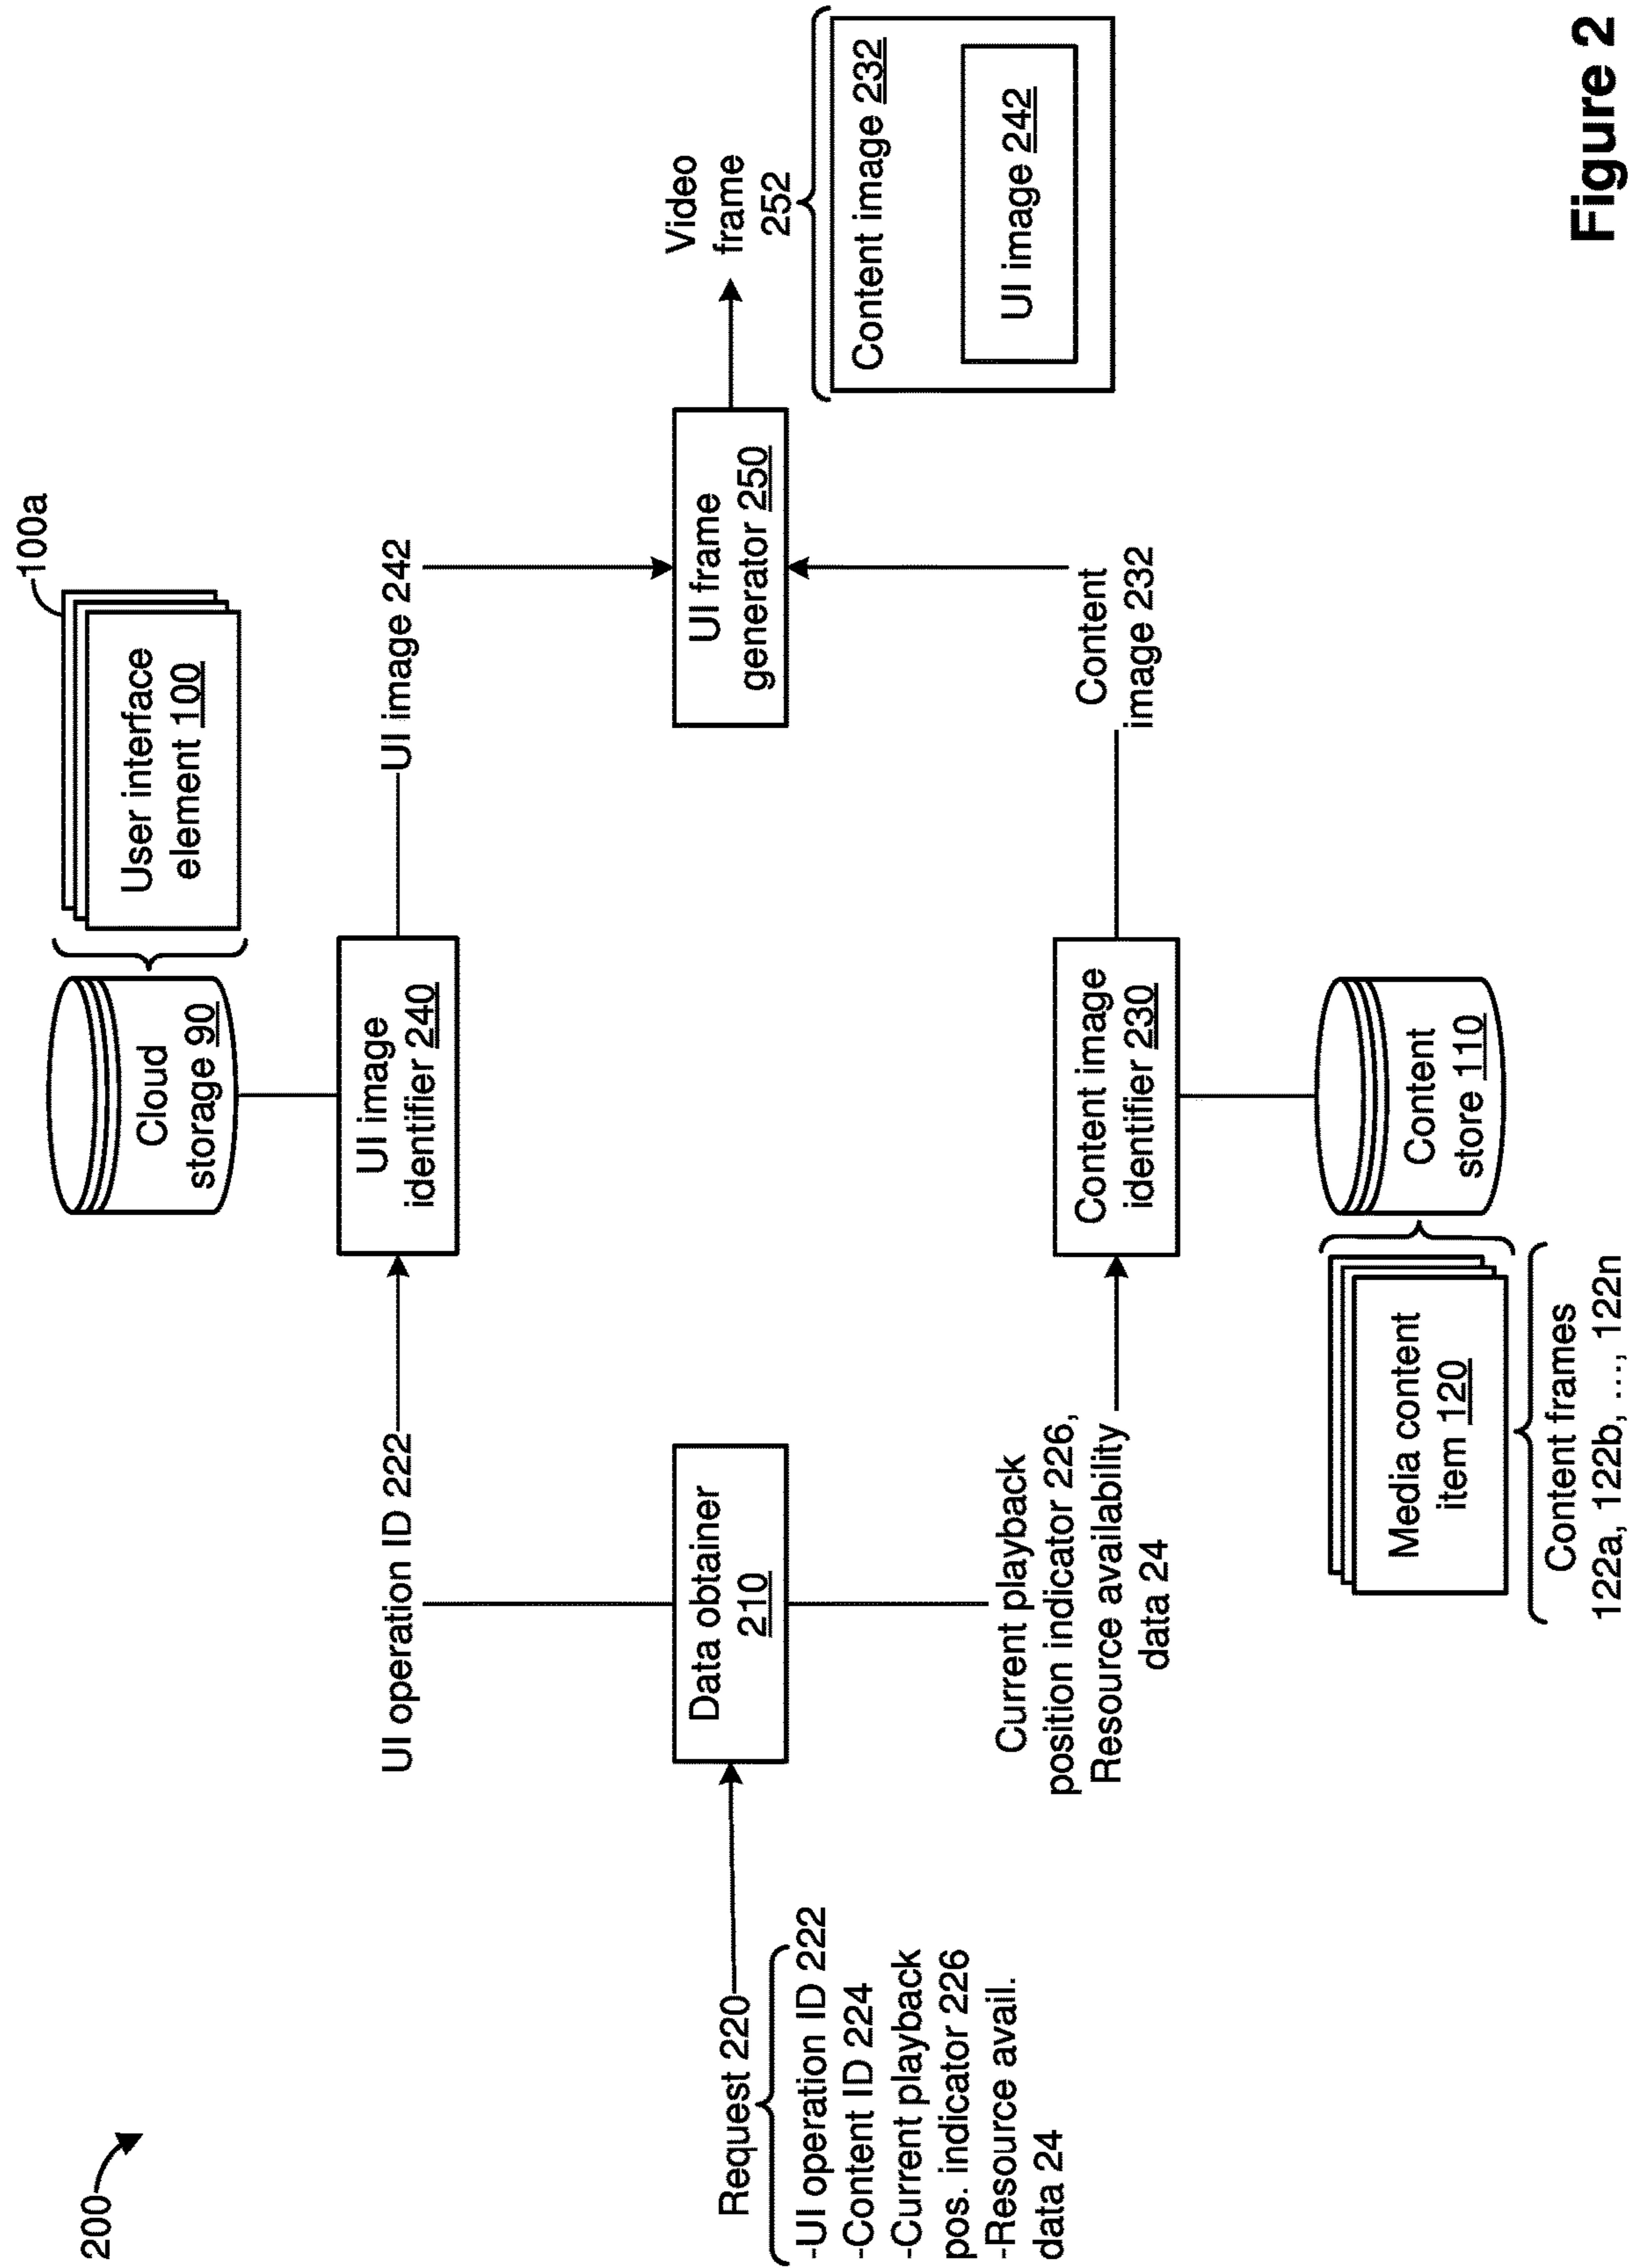 200
Request 220
-UI operation ID 222
-Content ID 224
-Current playback
pos. indicator 226
-Resource avail.
data 24
Data obtainer
210
UI operation ID 222
Current playback
position indicator 226,
Resource availability
data 24
Cloud
storage 90
User interface
element 100
100a
UI image
identifier 240
UI image 242
Content image
identifier 230
Content
store 110
Media content
item 120
Content frames
122a, 122b, ..., 122n
Content
image 232
UI frame
generator 250
Video
frame
252
Content image 232
UI image 242
Figure 2